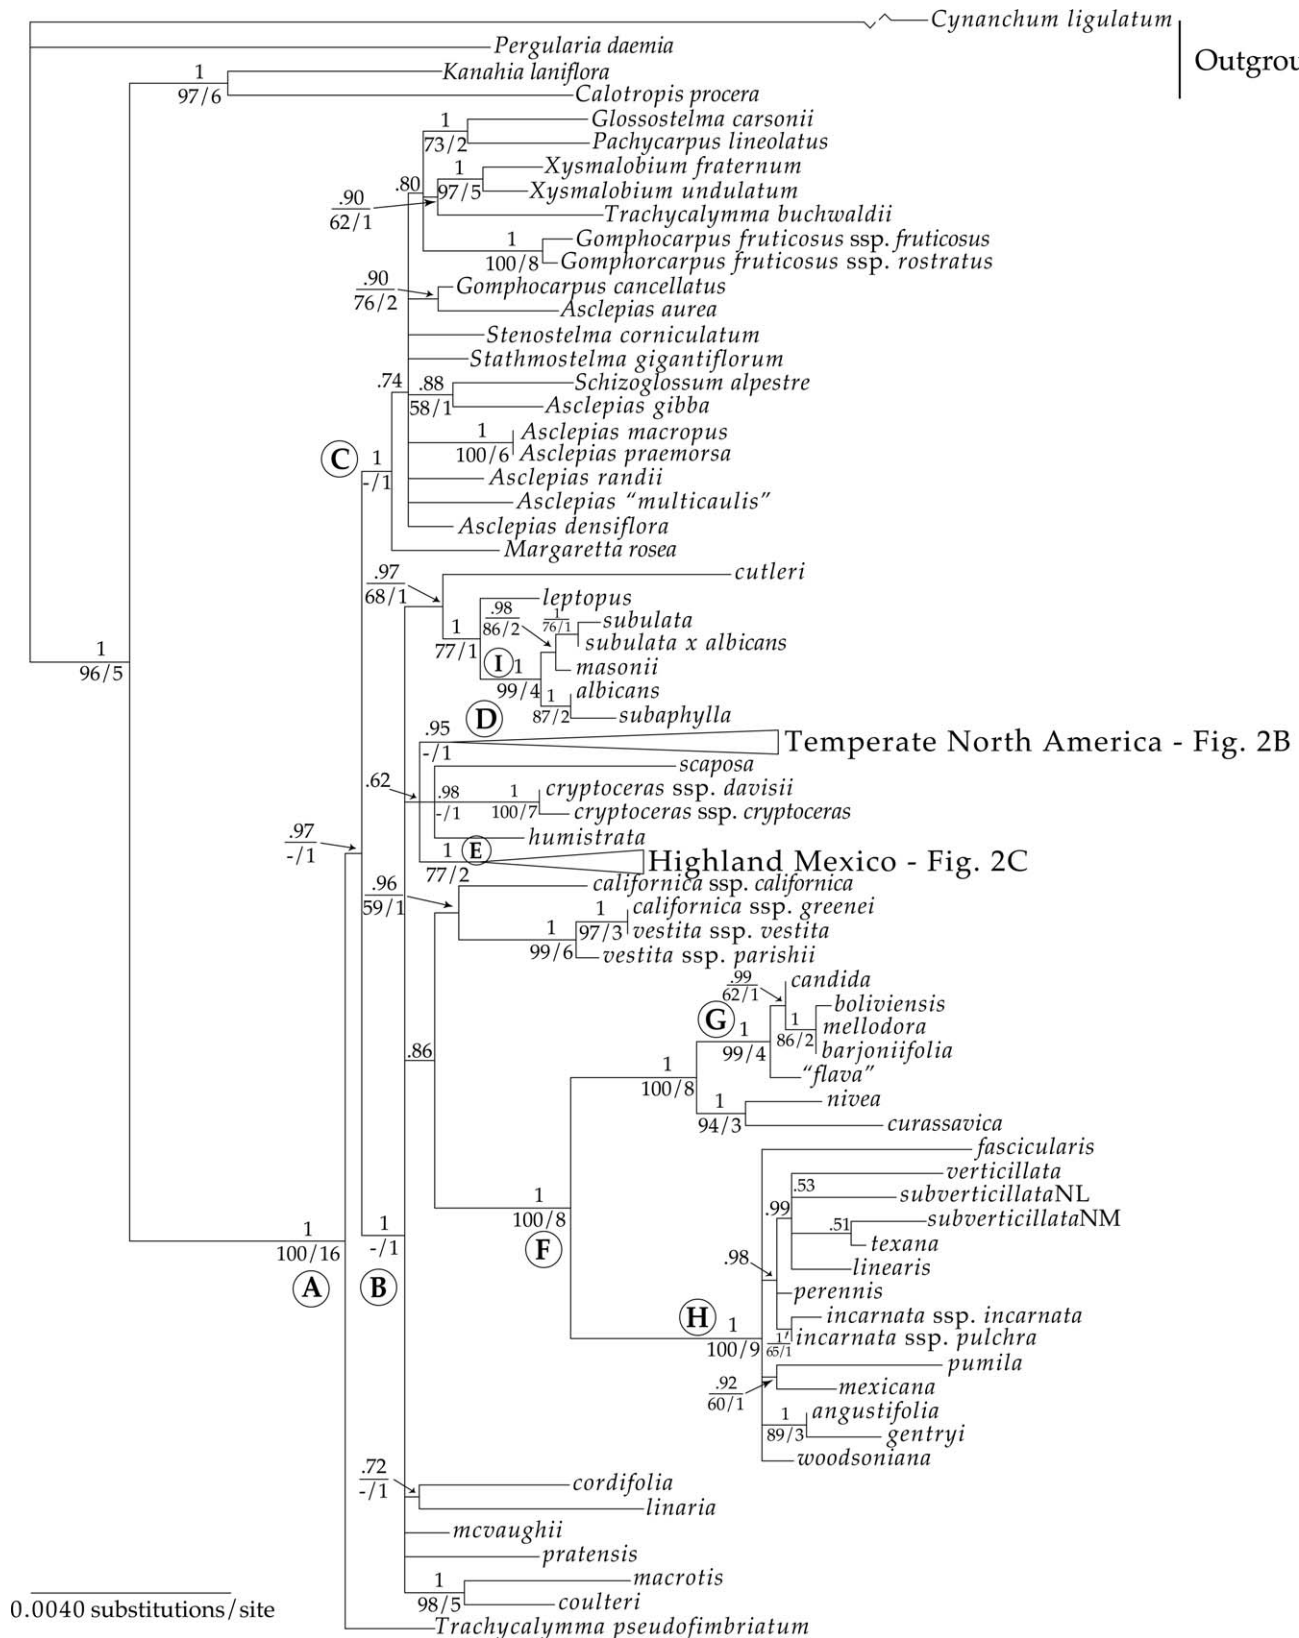 Cynanchum ligulatum
Pergularia daemia
Outgrou
1
Kanahia laniflora
97/6
Calotropis procera
1
Glossostelma carsonii
73/2
Pachycarpus lineolatus
1
Xysmalobium fraternum
.80
97/5
Xysmalobium undulatum
.90
62/1
Trachycalymma buchwaldii
1
Gomphocarpus fruticosus ssp. fruticosus
100/8
Gomphorcarpus fruticosus ssp. rostratus
.90
76/2
Gomphocarpus cancellatus
Asclepias aurea
Stenostelma corniculatum
Stathmostelma gigantiflorum
.74
.88
58/1
Schizoglossum alpestre
Asclepias gibba
1
100/6
Asclepias macropus
Asclepias praemorsa
C
1
-/1
Asclepias randii
Asclepias "multicaulis"
Asclepias densiflora
Margaretta rosea
.97
68/1
cutleri
leptopus
.98
86/2
1
76/1
subulata
subulata x albicans
1
77/1
I
1
99/4
masonii
albicans
1
87/2
subaphylla
1
96/5
D
.95
-/1
Temperate North America - Fig. 2B
scaposa
.62
.98
-/1
1
100/7
cryptoceras ssp. davisii
cryptoceras ssp. cryptoceras
humistrata
.97
-/1
1
77/2
E
Highland Mexico - Fig. 2C
.96
59/1
californica ssp. californica
1
97/3
californica ssp. greenei
vestita ssp. vestita
1
99/6
vestita ssp. parishii
.99
62/1
candida
boliviensis
G
1
86/2
mellodora
barjoniifolia
1
99/4
"flava"
.86
1
100/8
nivea
1
94/3
curassavica
fascicularis
verticillata
.53
subverticillataNL
.99
subverticillataNM
.51
texana
1
100/8
F
linearis
.98
perennis
incarnata ssp. incarnata
H
1
100/9
1
65/1
incarnata ssp. pulchra
pumila
.92
60/1
mexicana
1
89/3
angustifolia
gentryi
woodsoniana
1
100/16
A
1
-/1
B
.72
-/1
cordifolia
linaria
mcvaughii
pratensis
1
98/5
macrotis
coulteri
0.0040 substitutions/site
Trachycalymma pseudofimbriatum